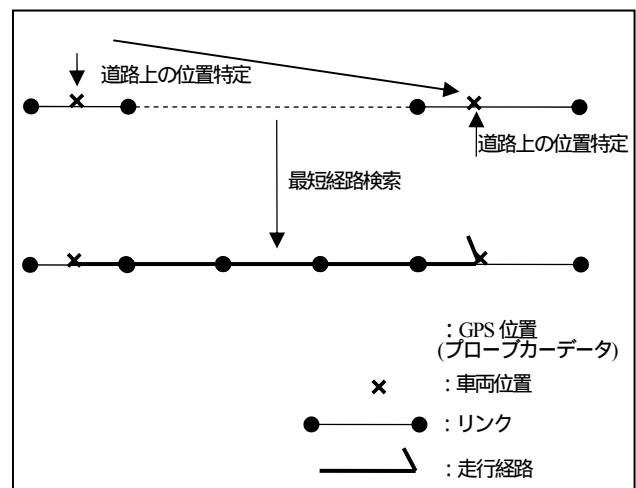 道路上の位置特定
道路上の位置特定
最短経路検索
：GPS 位置
(プローブカーデータ)
：車両位置
：リンク
：走行経路